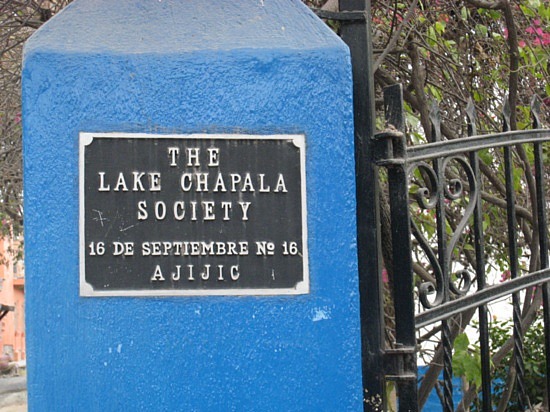 THE
LAKE CHAPALA
SOCIETY
16 DE SEPTIEMBRE Nº 16
AJIJIC